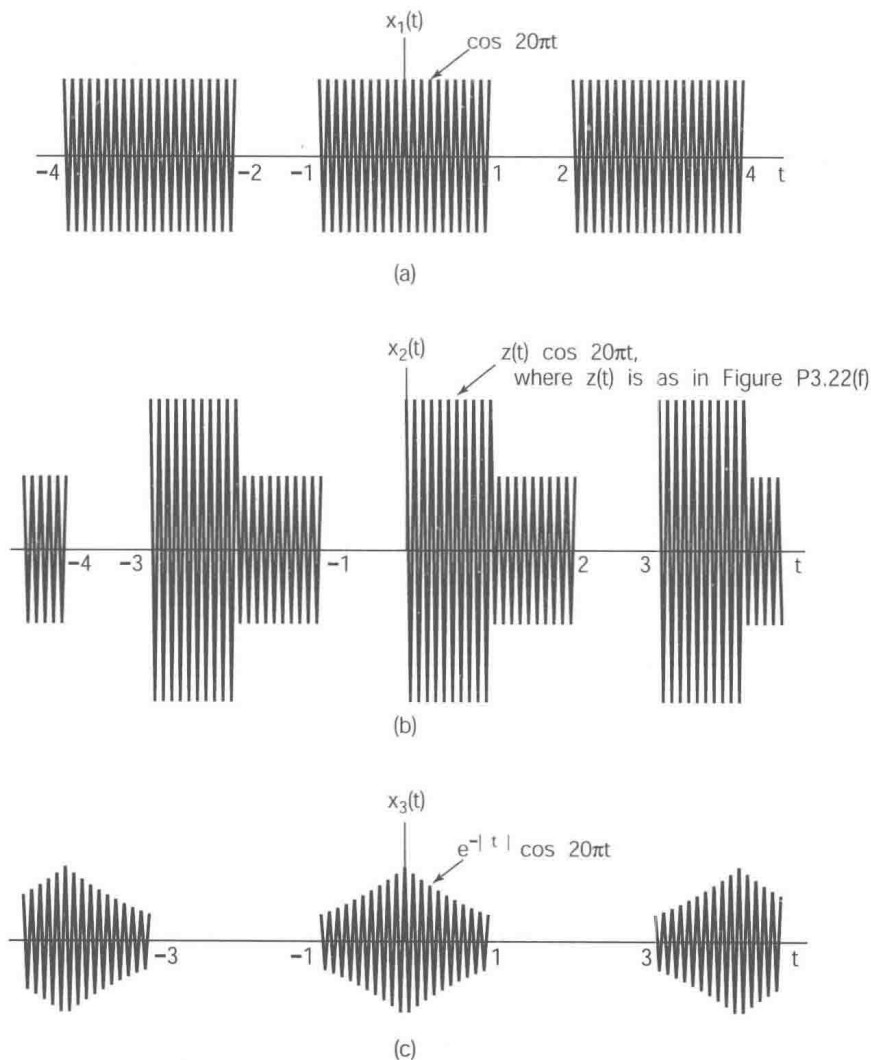 x₁(t)
cos 20πt
−4 −2 −1 1 2 4 t
(a)
x₂(t)
z(t) cos 20πt,
where z(t) is as in Figure P3.22(f)
−4 −3 −1 2 3 t
(b)
x₃(t)
e^{-|t|} cos 20πt
−3 −1 1 3 t
(c)